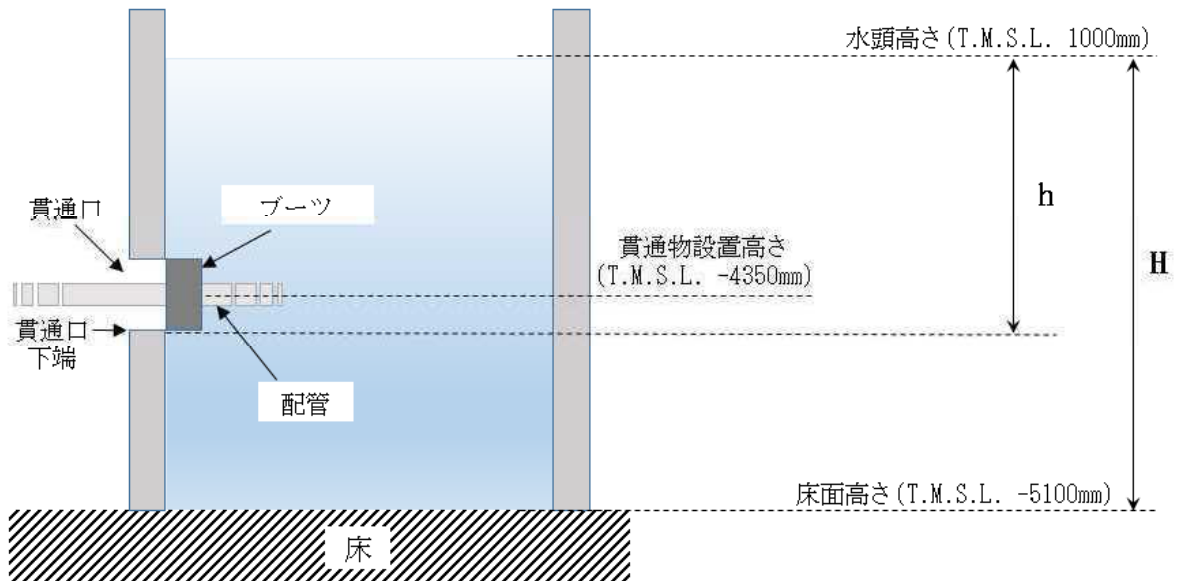 水頭高さ(T.M.S.L. 1000mm)
h
貫通口
ブーツ
貫通物設置高さ
(T.M.S.L. -4350mm)
H
貫通口
下端
配管
床面高さ(T.M.S.L. -5100mm)
床